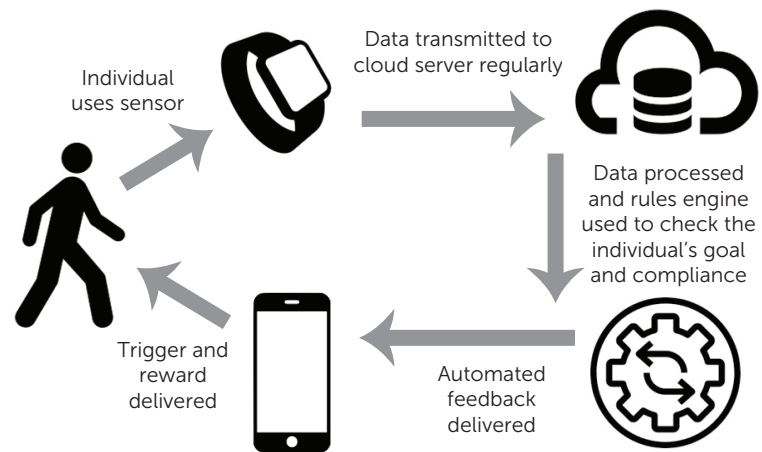 Individual
uses sensor
Data transmitted to
cloud server regularly
Data processed
and rules engine
used to check the
individual's goal
and compliance
Automated
feedback
delivered
Trigger and
reward
delivered